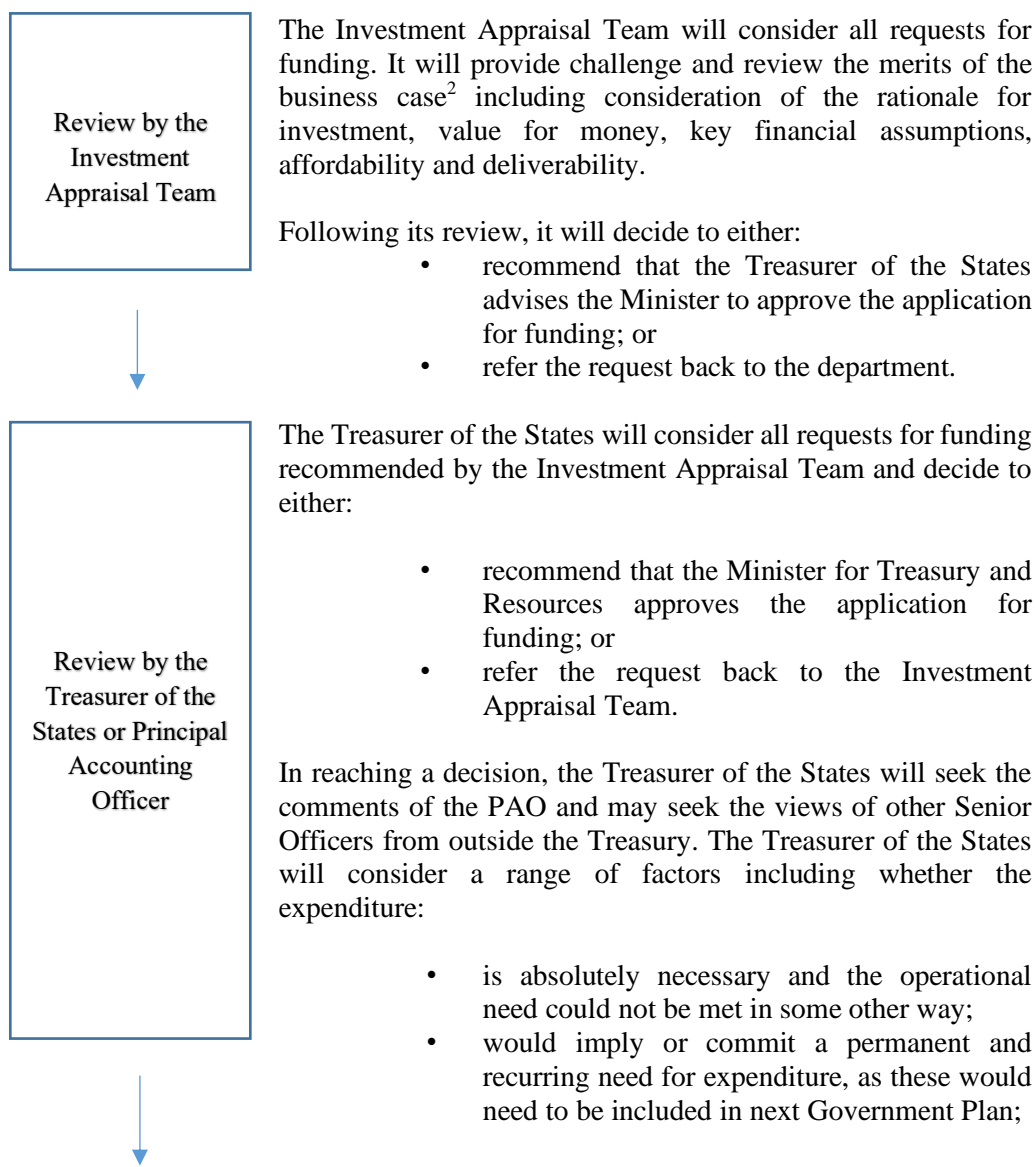 Review by the
Investment
Appraisal Team
The Investment Appraisal Team will consider all requests for
funding. It will provide challenge and review the merits of the
business case2 including consideration of the rationale for
investment, value for money, key financial assumptions,
affordability and deliverability.
Following its review, it will decide to either:
• recommend that the Treasurer of the States
advises the Minister to approve the application
for funding; or
• refer the request back to the department.
Review by the
Treasurer of the
States or Principal
Accounting
Officer
The Treasurer of the States will consider all requests for funding
recommended by the Investment Appraisal Team and decide to
either:
• recommend that the Minister for Treasury and
Resources approves the application for
funding; or
• refer the request back to the Investment
Appraisal Team.
In reaching a decision, the Treasurer of the States will seek the
comments of the PAO and may seek the views of other Senior
Officers from outside the Treasury. The Treasurer of the States
will consider a range of factors including whether the
expenditure:
• is absolutely necessary and the operational
need could not be met in some other way;
• would imply or commit a permanent and
recurring need for expenditure, as these would
need to be included in next Government Plan;